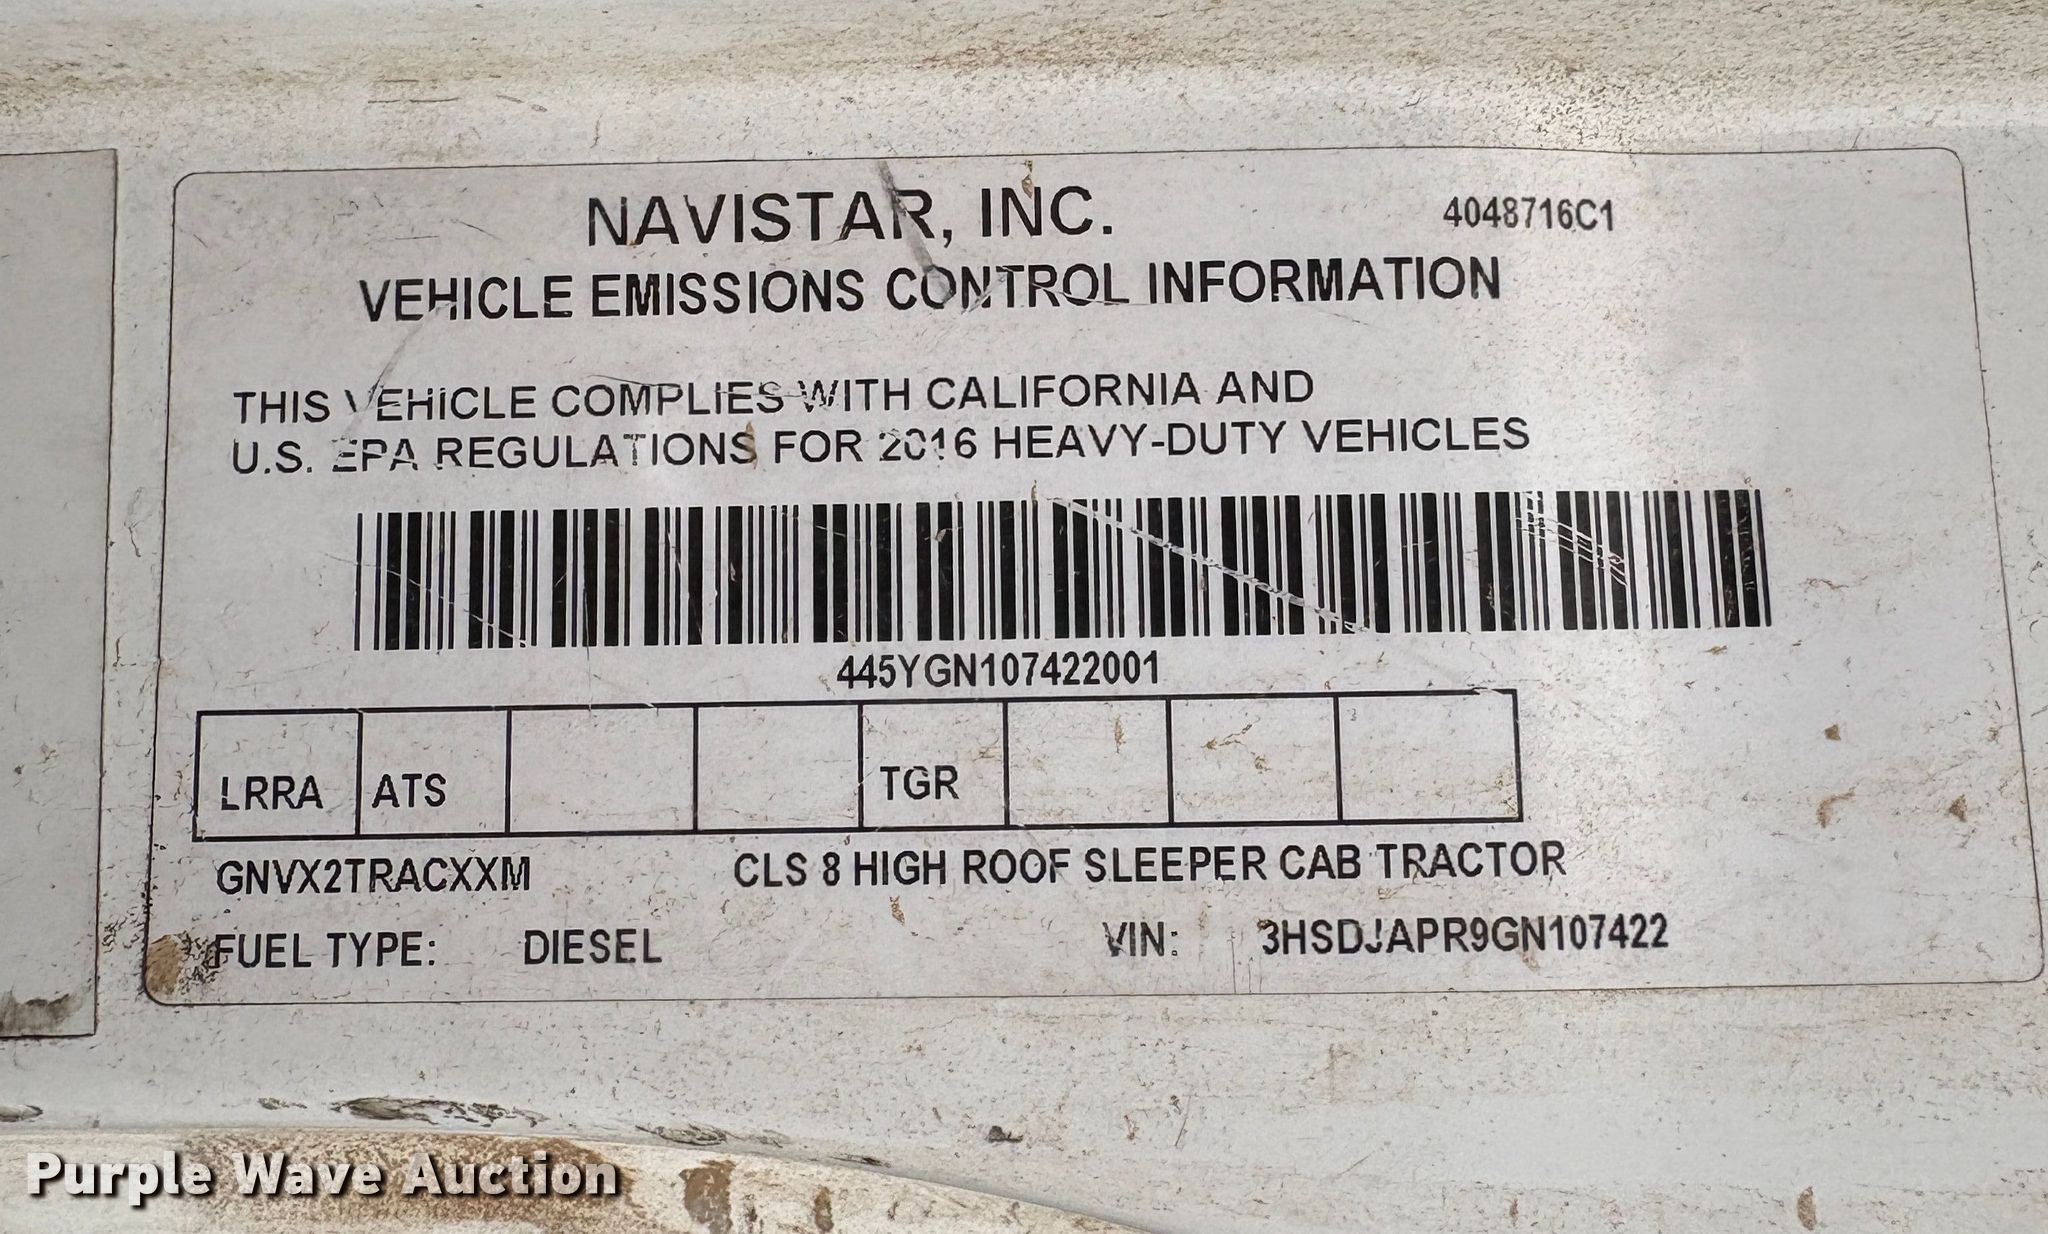 NAVISTAR, INC.
4048716C1
VEHICLE EMISSIONS CONTROL INFORMATION
THIS VEHICLE COMPLIES WITH CALIFORNIA AND
U.S. EPA REGULATIONS FOR 2016 HEAVY-DUTY VEHICLES
445YGN107422001
LRRA ATS TGR
GNVX2TRACXXM CLS 8 HIGH ROOF SLEEPER CAB TRACTOR
FUEL TYPE: DIESEL VIN: 3HSDJAPR9GN107422
Purple Wave Auction